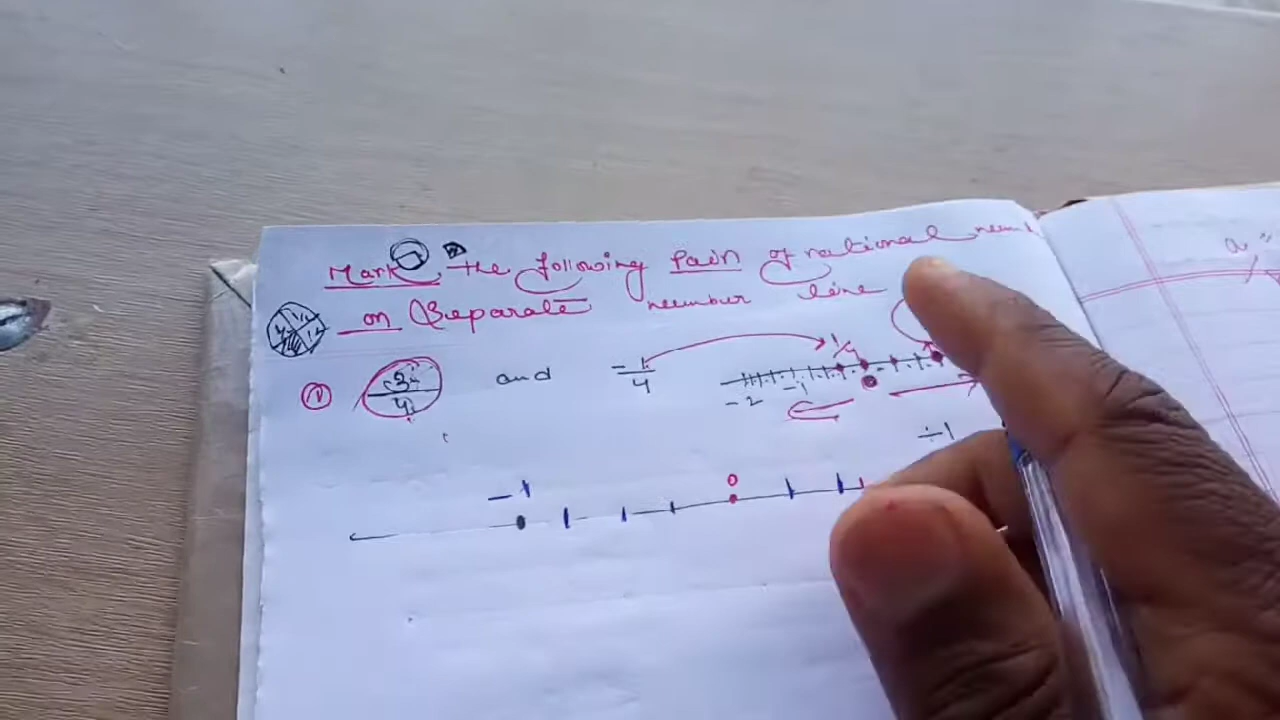 Mark the following Pair of rational
on Separate number line
-3/4 and -1/4
1/4
-2 -1
÷1
-1 0